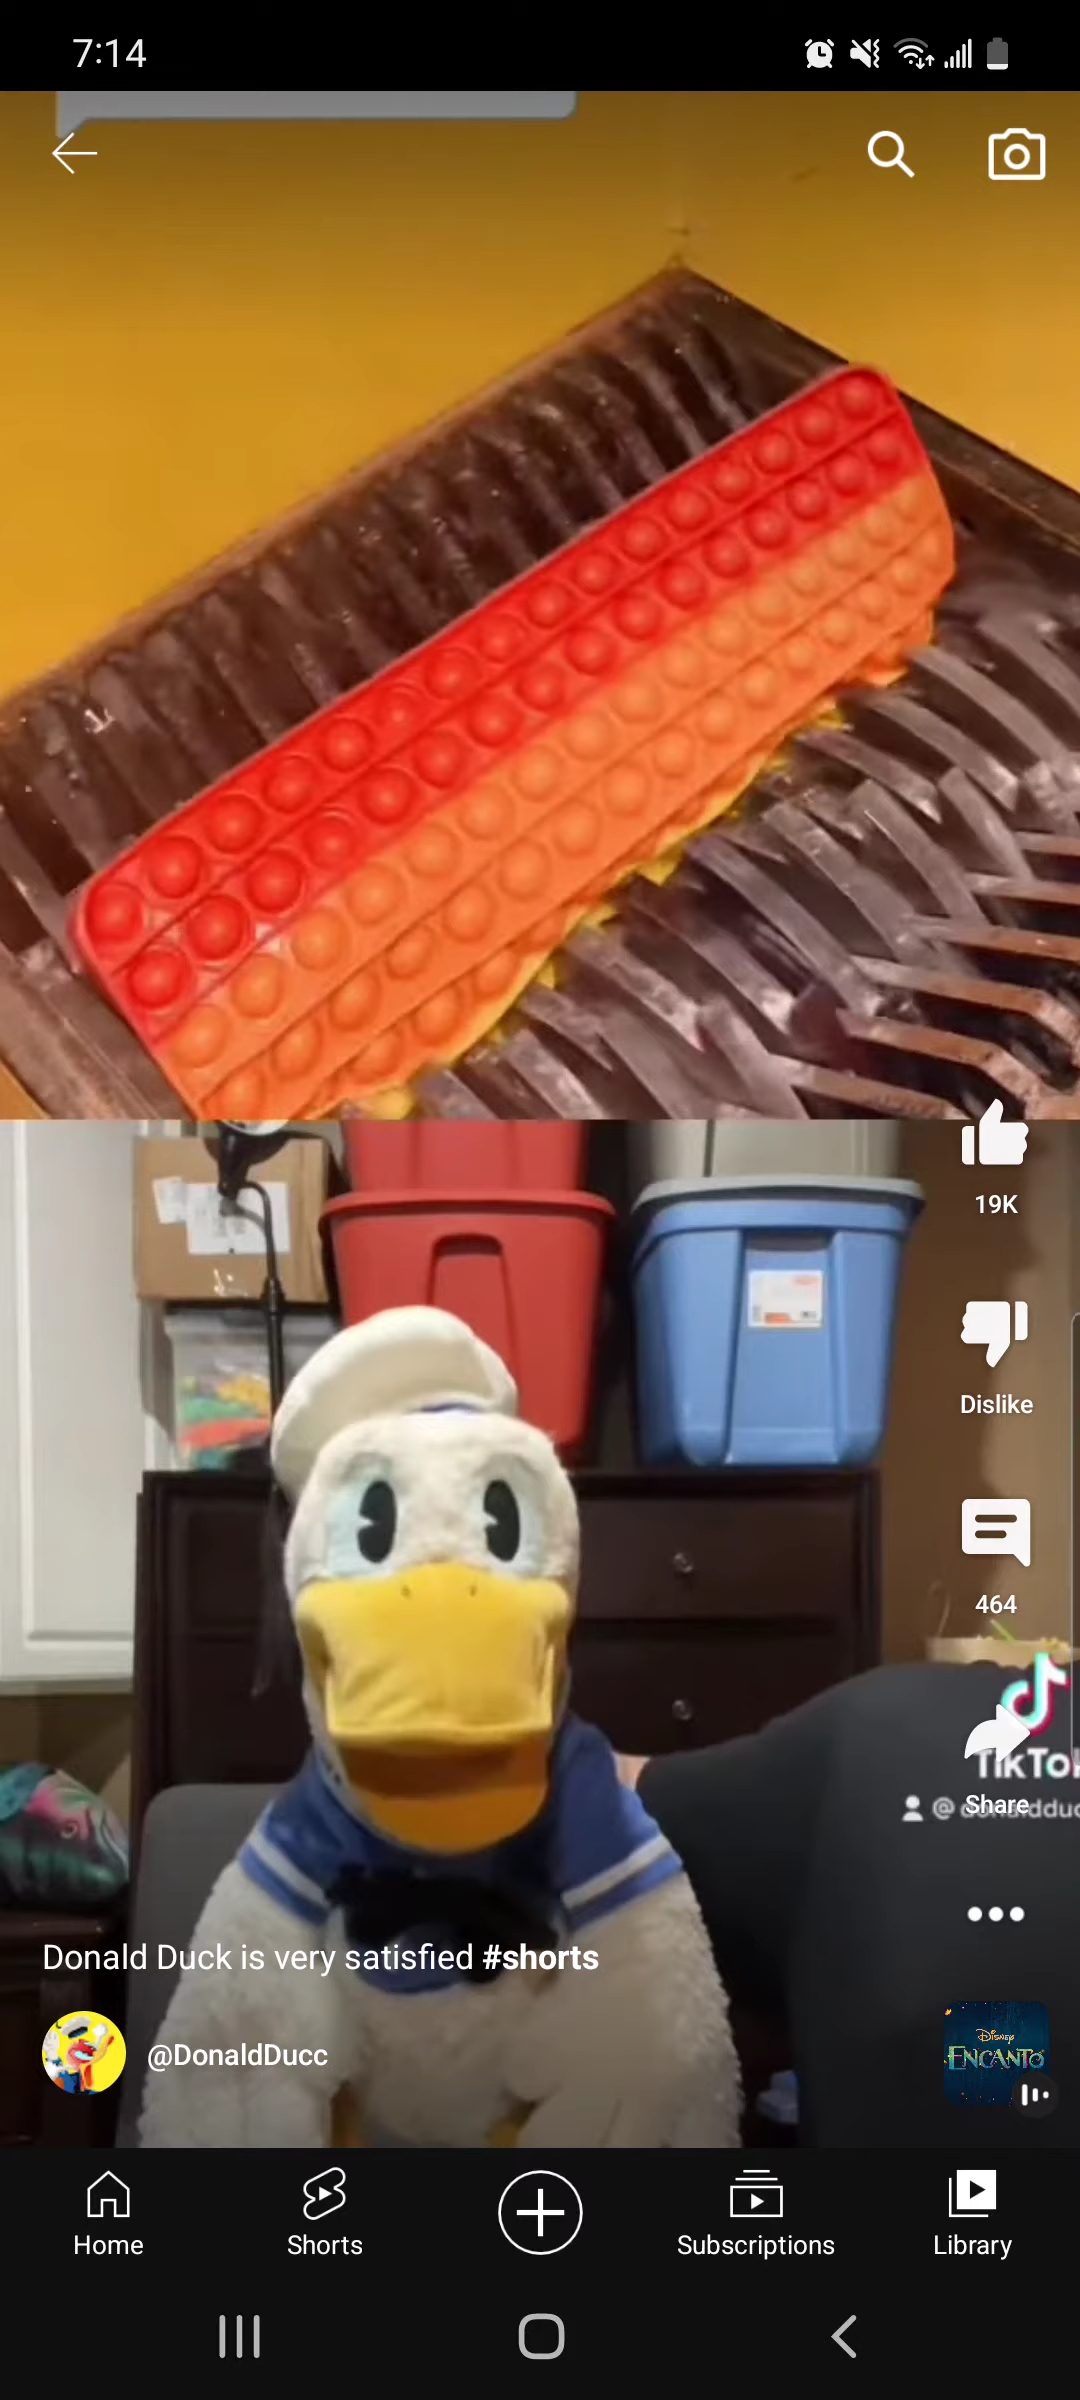 7:14
19K
Dislike
464
TikTok
Share
Donald Duck is very satisfied #shorts
@DonaldDucc
Disney
ENCANTO
Home
Shorts
Subscriptions
Library